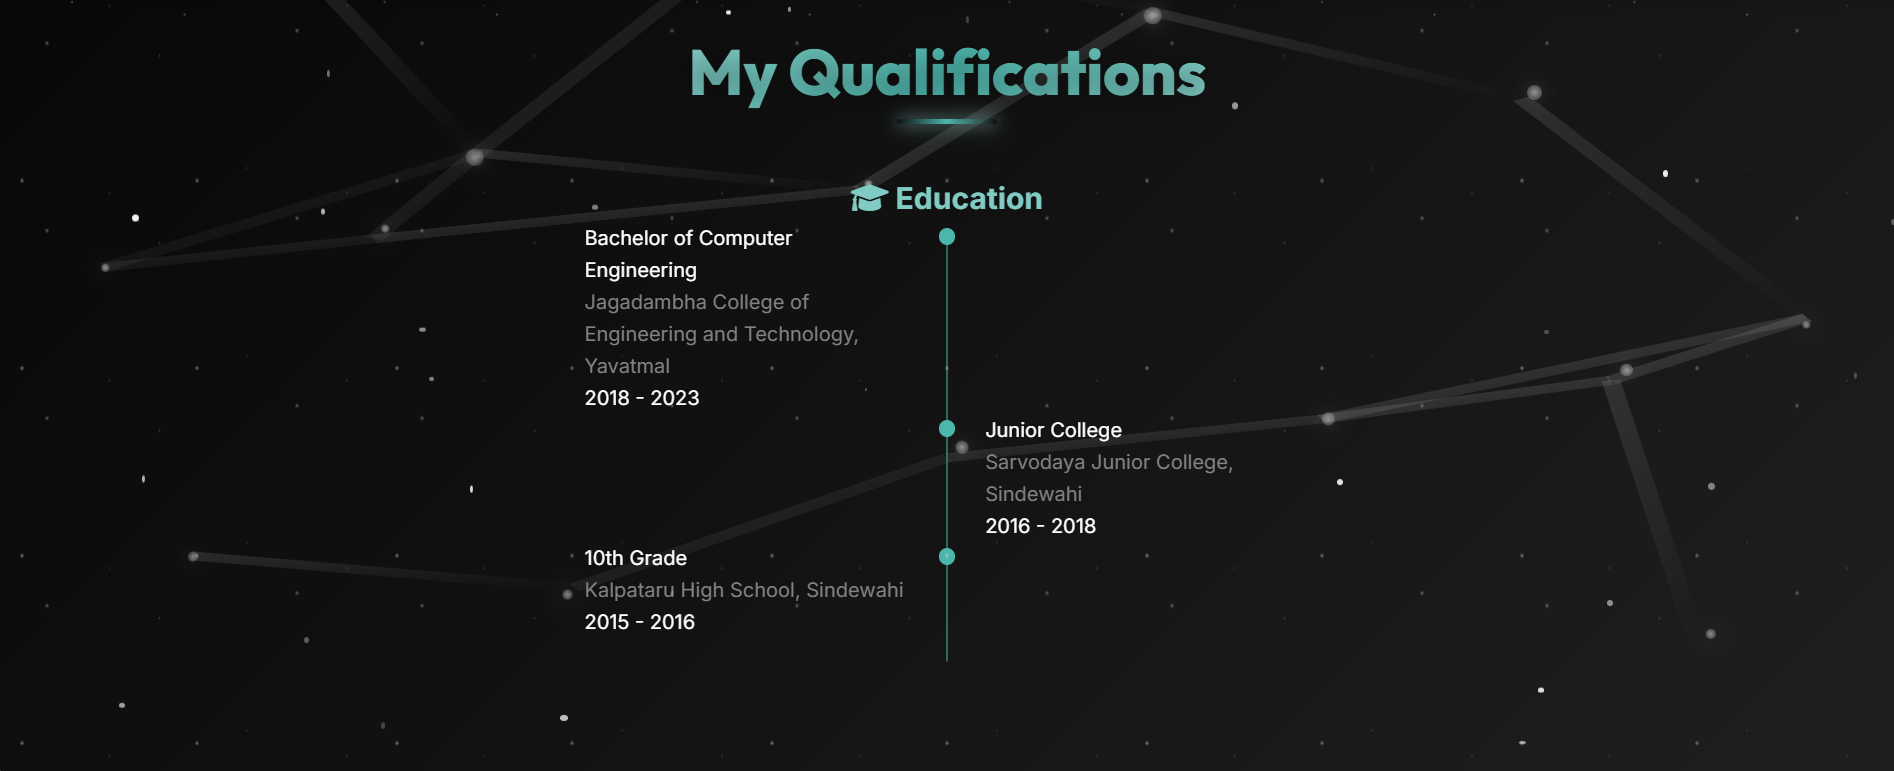 My Qualifications
Education
Bachelor of Computer
Engineering
Jagadambha College of
Engineering and Technology,
Yavatmal
2018 - 2023
Junior College
Sarvodaya Junior College,
Sindewahi
2016 - 2018
10th Grade
Kalpataru High School, Sindewahi
2015 - 2016